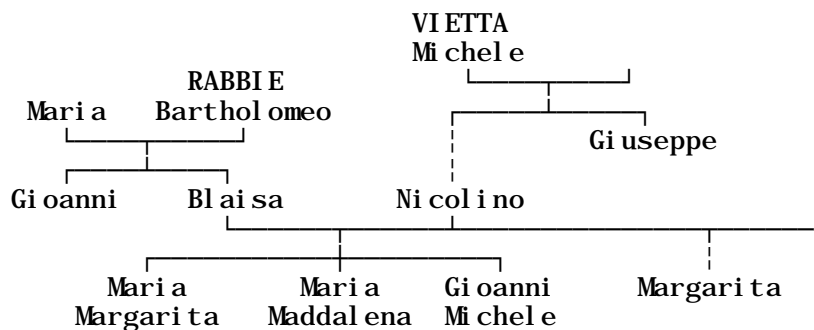 VIETTA
Michele
RABBIE
Maria Bartholomeo
Giuseppe
Gioanni Blaisa Nicolino
Maria Maria Gioanni Margarita
Margarita Maddalena Michele